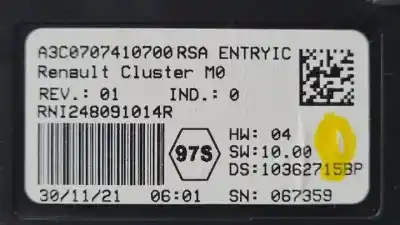 A3C0707410700 RSA ENTRYIC
Renault Cluster M0
REV.: 01 IND.: 0
RNI248091014R
97S
HW: 04
SW:10.00
DS:10362715BP
30/11/21 06:01 SN: 067359